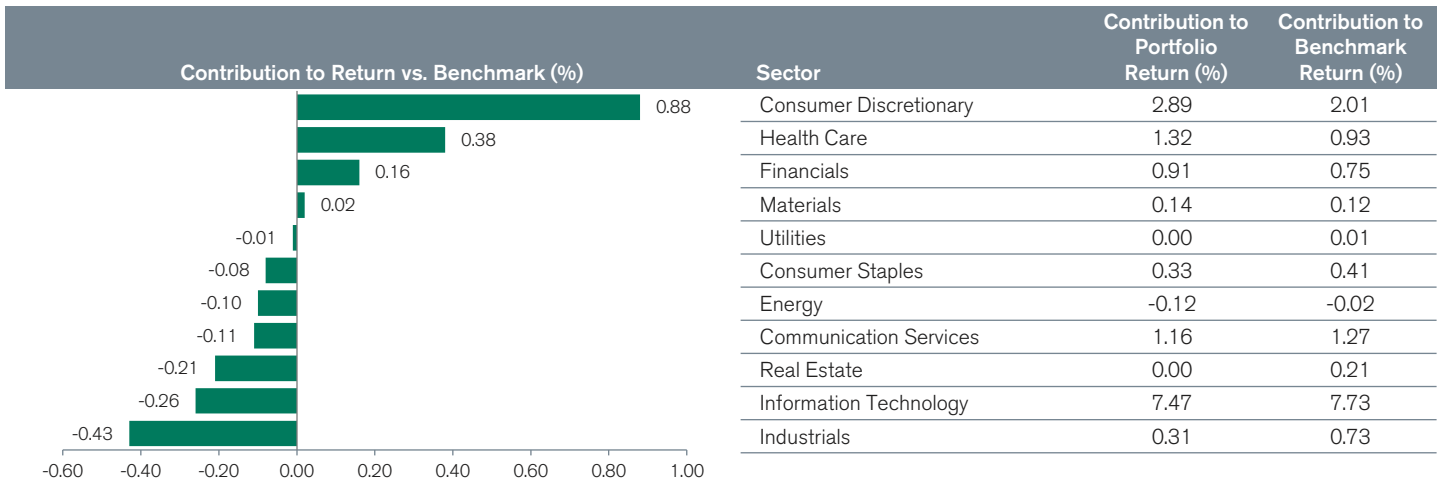 Contribution to Return vs. Benchmark (%) Sector Contribution to Portfolio Return (%) Contribution to Benchmark Return (%)
0.88 Consumer Discretionary 2.89 2.01
0.38 Health Care 1.32 0.93
0.16 Financials 0.91 0.75
0.02 Materials 0.14 0.12
-0.01 Utilities 0.00 0.01
-0.08 Consumer Staples 0.33 0.41
-0.10 Energy -0.12 -0.02
-0.11 Communication Services 1.16 1.27
-0.21 Real Estate 0.00 0.21
-0.26 Information Technology 7.47 7.73
-0.43 Industrials 0.31 0.73
-0.60 -0.40 -0.20 0.00 0.20 0.40 0.60 0.80 1.00